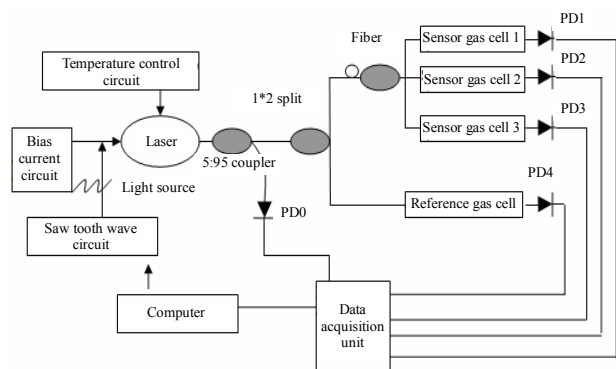 PD1
Fiber
Sensor gas cell 1
PD2
Temperature control
circuit
Sensor gas cell 2
1*2 split
PD3
Bias
current
circuit
Laser
Sensor gas cell 3
5:95 coupler
Light source
PD4
Saw tooth wave
circuit
PD0
Reference gas cell
Computer
Data
acquisition
unit